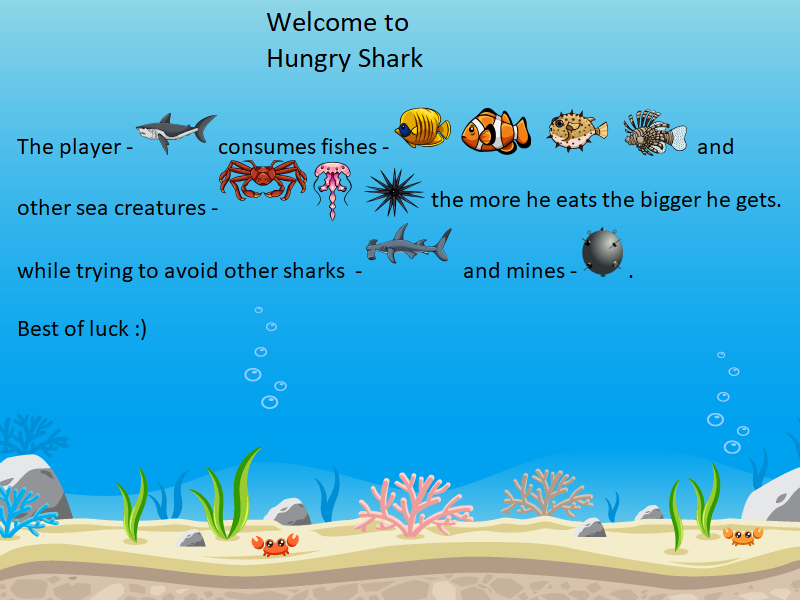 Welcome to
Hungry Shark
The player - consumes fishes - and
other sea creatures - the more he eats the bigger he gets.
while trying to avoid other sharks - and mines - .
Best of luck :)